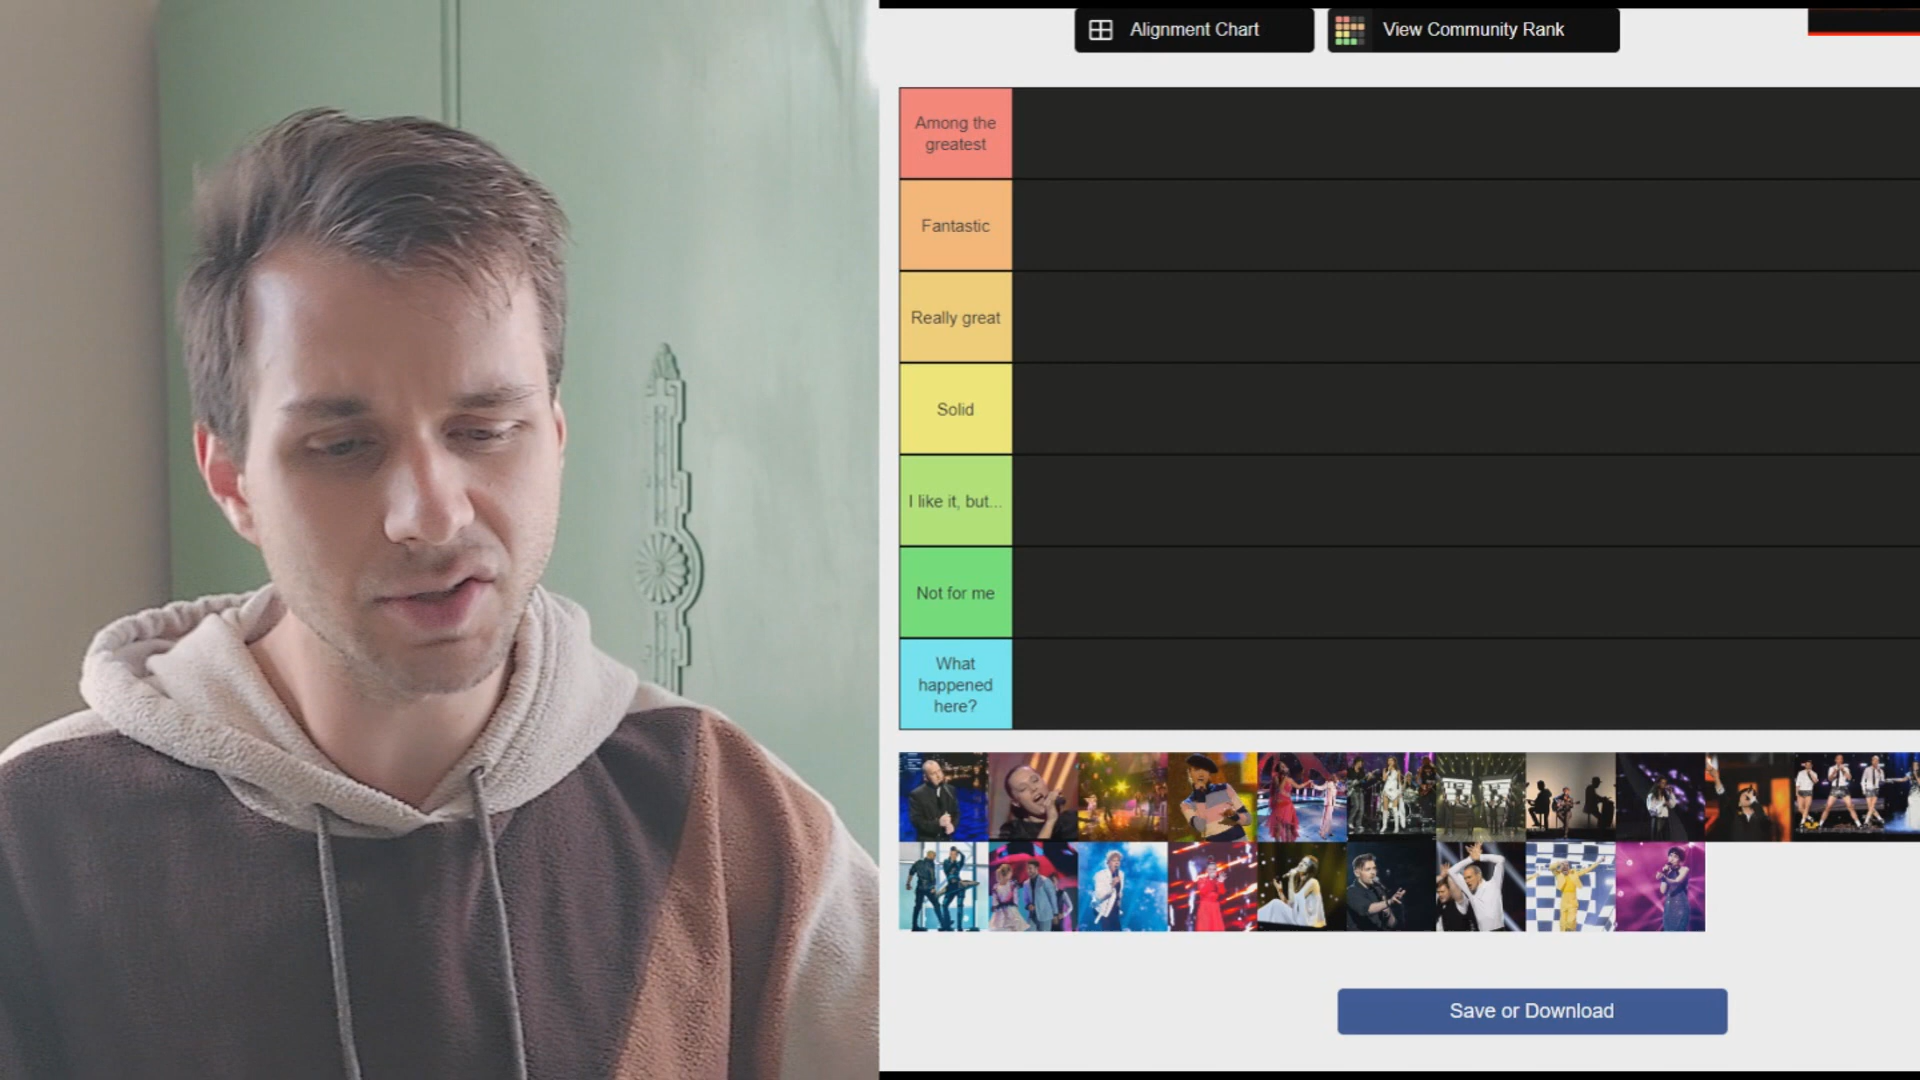 Alignment Chart
View Community Rank
Among the
greatest
Fantastic
Really great
Solid
I like it, but...
Not for me
What
happened
here?
Save or Download